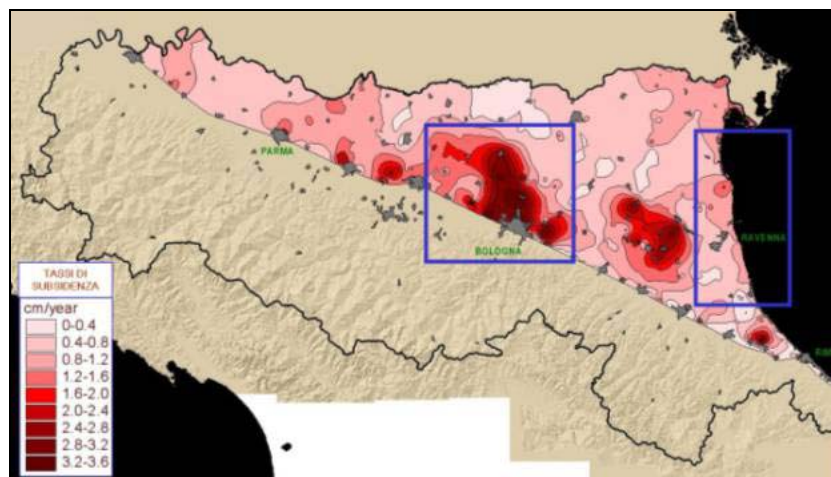 PARMA
BOLOGNA
RAVENNA
TASSI DI
SUBSIDENZA
cm/year
0-0.4
0.4-0.8
0.8-1.2
1.2-1.6
1.6-2.0
2.0-2.4
2.4-2.8
2.8-3.2
3.2-3.6